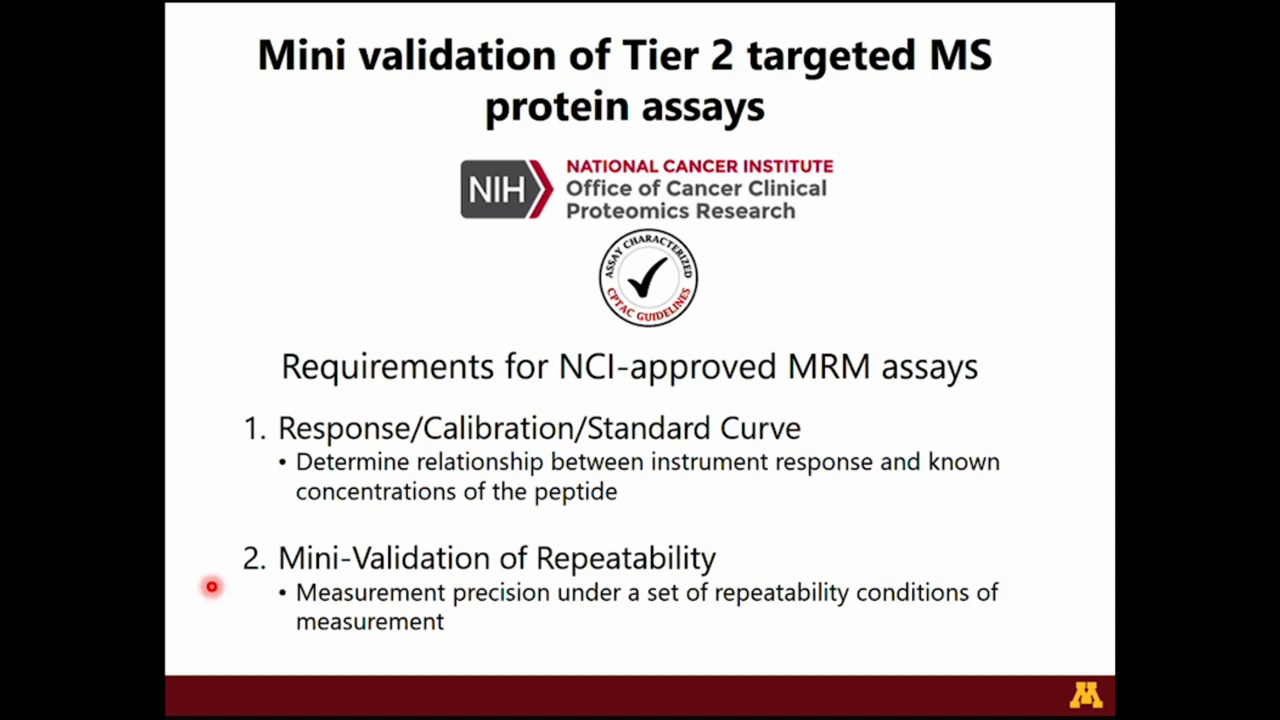 Mini validation of Tier 2 targeted MS
protein assays
NIH
NATIONAL CANCER INSTITUTE
Office of Cancer Clinical
Proteomics Research
ASSAY CHARACTERIZED
CPTAC GUIDELINES
Requirements for NCI-approved MRM assays
1. Response/Calibration/Standard Curve
• Determine relationship between instrument response and known
concentrations of the peptide
2. Mini-Validation of Repeatability
• Measurement precision under a set of repeatability conditions of
measurement
M